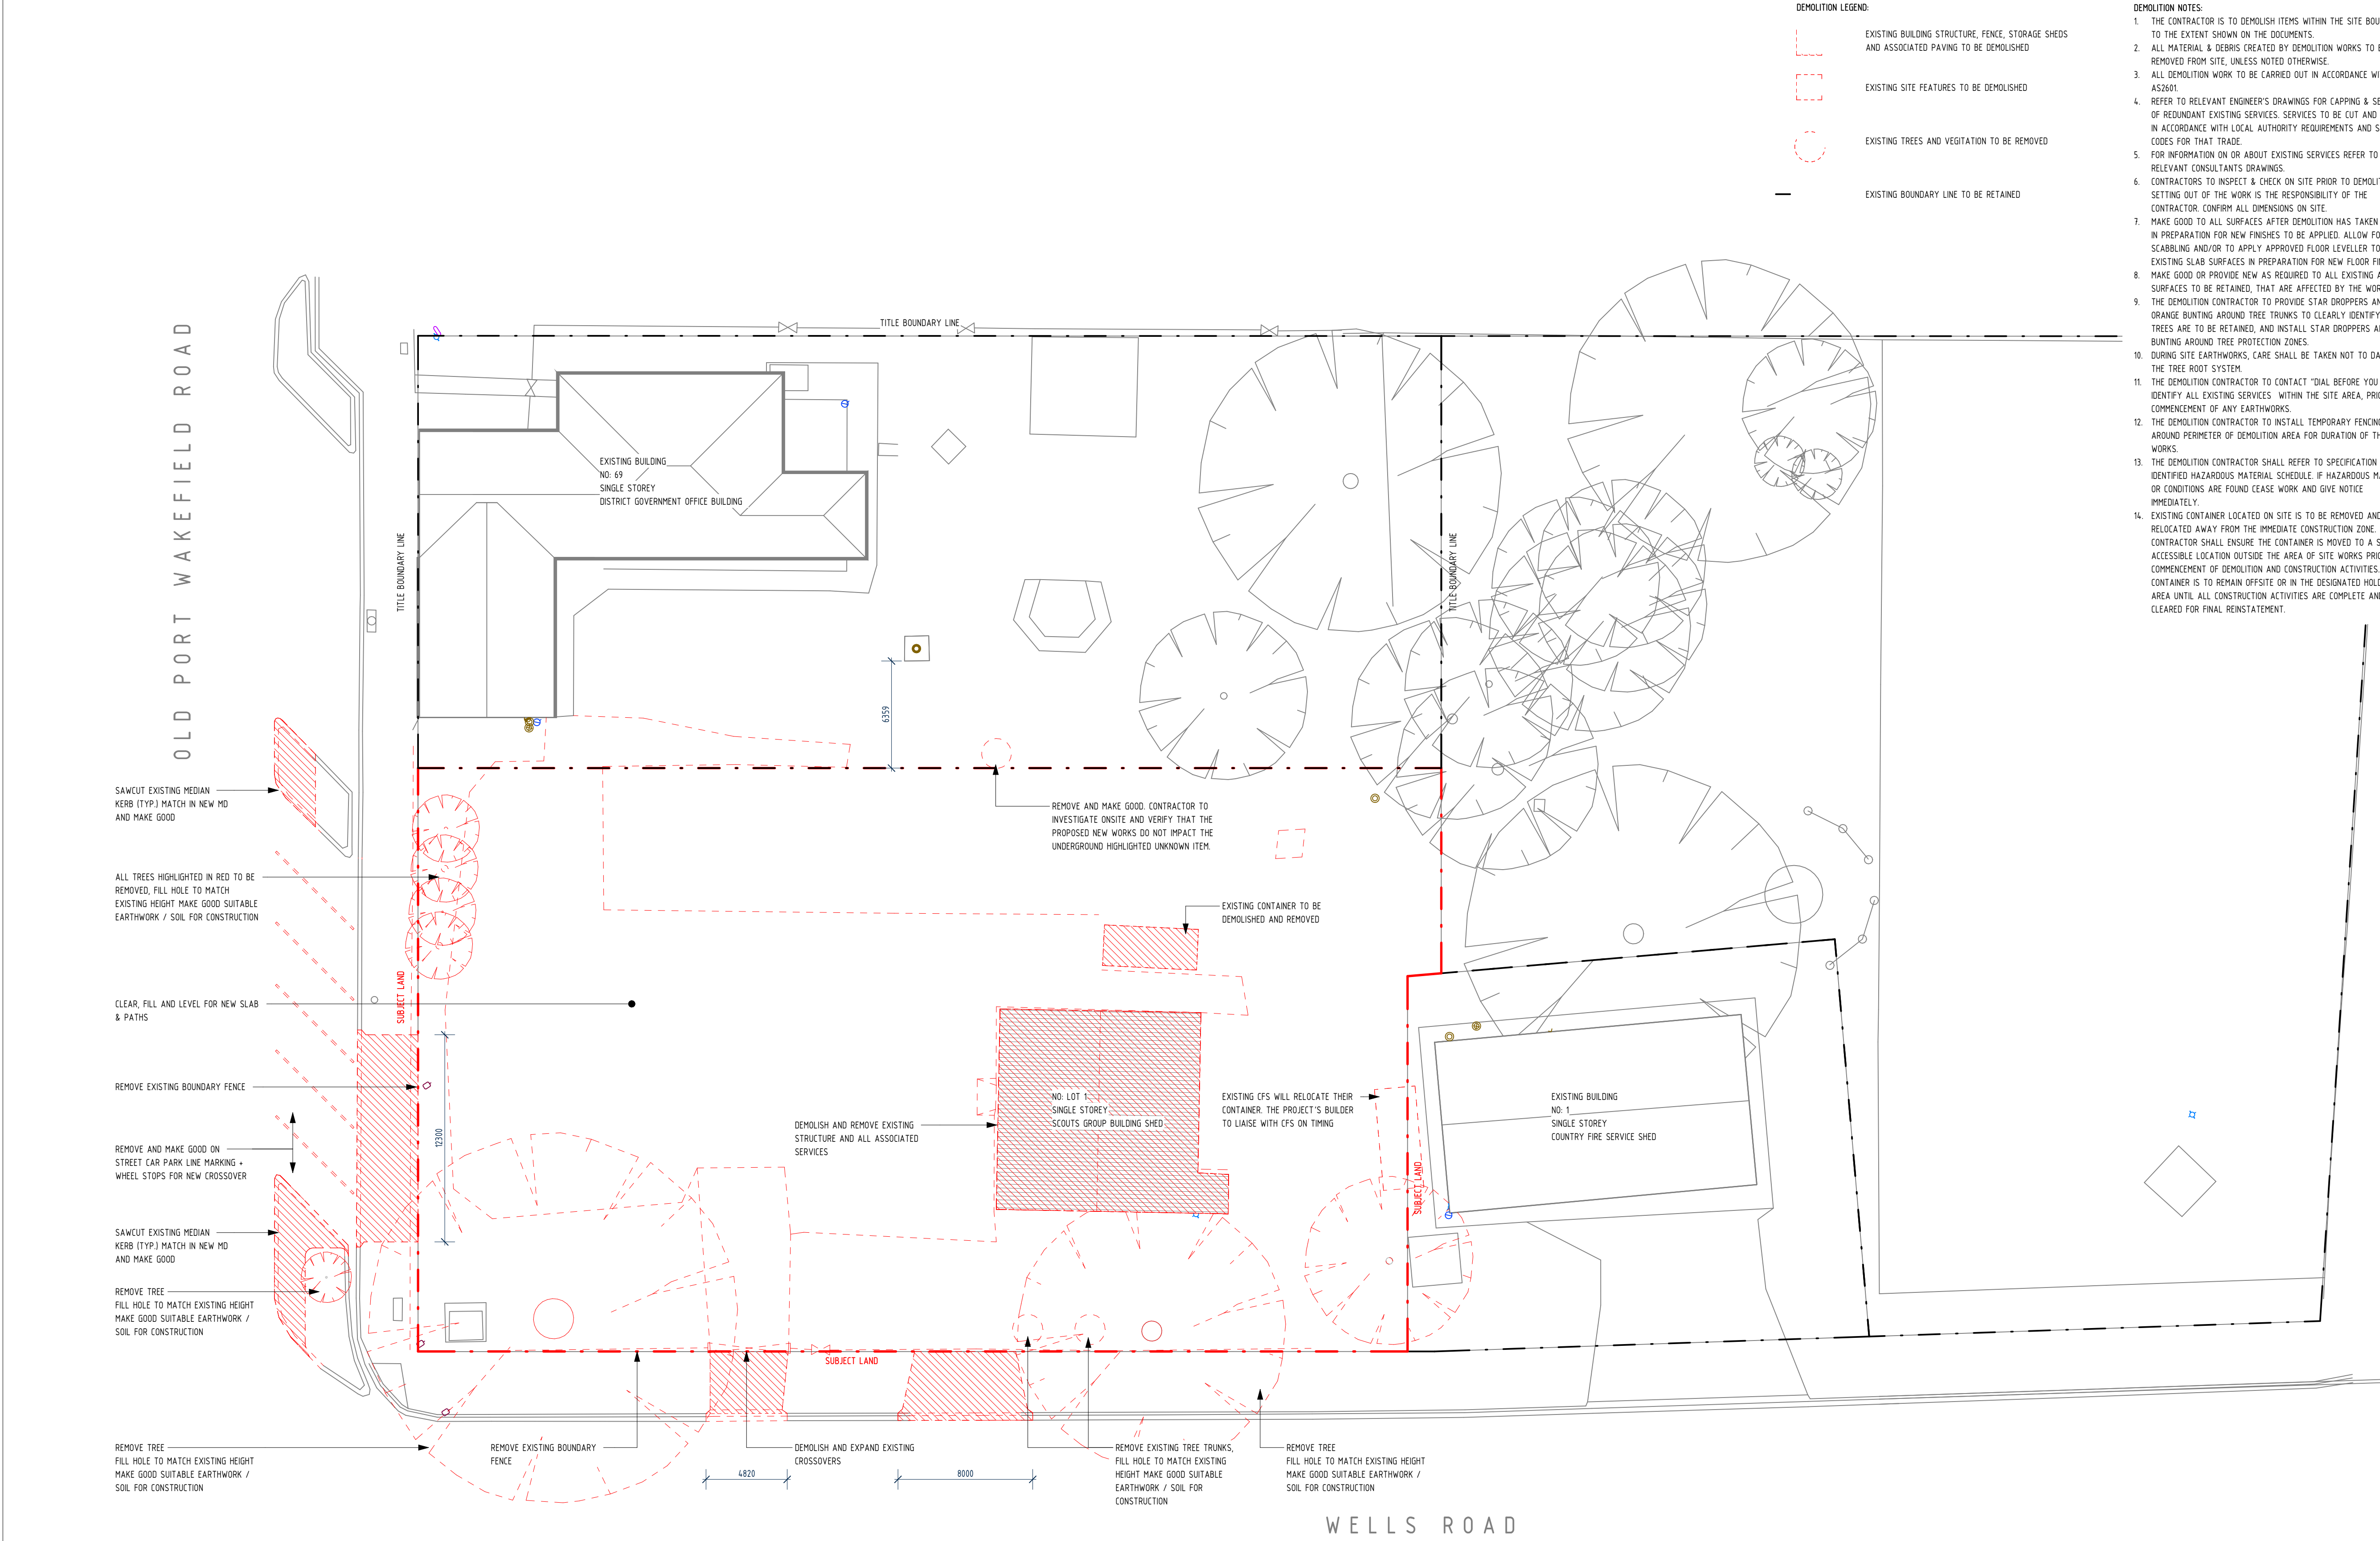 DEMOLITION LEGEND:
EXISTING BUILDING STRUCTURE, FENCE, STORAGE SHEDS
AND ASSOCIATED PAVING TO BE DEMOLISHED
EXISTING SITE FEATURES TO BE DEMOLISHED
EXISTING TREES AND VEGITATION TO BE REMOVED
EXISTING BOUNDARY LINE TO BE RETAINED
DEMOLITION NOTES:
1. THE CONTRACTOR IS TO DEMOLISH ITEMS WITHIN THE SITE BOU
TO THE EXTENT SHOWN ON THE DOCUMENTS.
2. ALL MATERIAL & DEBRIS CREATED BY DEMOLITION WORKS TO
REMOVED FROM SITE, UNLESS NOTED OTHERWISE.
3. ALL DEMOLITION WORK TO BE CARRIED OUT IN ACCORDANCE WI
AS2601.
4. REFER TO RELEVANT ENGINEER'S DRAWINGS FOR CAPPING & SE
OF REDUNDANT EXISTING SERVICES. SERVICES TO BE CUT AND
IN ACCORDANCE WITH LOCAL AUTHORITY REQUIREMENTS AND S
CODES FOR THAT TRADE.
5. FOR INFORMATION ON OR ABOUT EXISTING SERVICES REFER TO
RELEVANT CONSULTANTS DRAWINGS.
6. CONTRACTORS TO INSPECT & CHECK ON SITE PRIOR TO DEMOLI
SETTING OUT OF THE WORK IS THE RESPONSIBILITY OF THE
CONTRACTOR. CONFIRM ALL DIMENSIONS ON SITE.
7. MAKE GOOD TO ALL SURFACES AFTER DEMOLITION HAS TAKEN
IN PREPARATION FOR NEW FINISHES TO BE APPLIED. ALLOW FO
SCABBLING AND/OR TO APPLY APPROVED FLOOR LEVELLER TO
EXISTING SLAB SURFACES IN PREPARATION FOR NEW FLOOR FI
8. MAKE GOOD OR PROVIDE NEW AS REQUIRED TO ALL EXISTING A
SURFACES TO BE RETAINED, THAT ARE AFFECTED BY THE WOR
9. THE DEMOLITION CONTRACTOR TO PROVIDE STAR DROPPERS AN
ORANGE BUNTING AROUND TREE TRUNKS TO CLEARLY IDENTIFY
TREES ARE TO BE RETAINED, AND INSTALL STAR DROPPERS A
BUNTING AROUND TREE PROTECTION ZONES.
10. DURING SITE EARTHWORKS, CARE SHALL BE TAKEN NOT TO DA
THE TREE ROOT SYSTEM.
11. THE DEMOLITION CONTRACTOR TO CONTACT "DIAL BEFORE YOU
IDENTIFY ALL EXISTING SERVICES WITHIN THE SITE AREA, PRIO
COMMENCEMENT OF ANY EARTHWORKS.
12. THE DEMOLITION CONTRACTOR TO INSTALL TEMPORARY FENCING
AROUND PERIMETER OF DEMOLITION AREA FOR DURATION OF TH
WORKS.
13. THE DEMOLITION CONTRACTOR SHALL REFER TO SPECIFICATION
IDENTIFIED HAZARDOUS MATERIAL SCHEDULE. IF HAZARDOUS M
OR CONDITIONS ARE FOUND CEASE WORK AND GIVE NOTICE
IMMEDIATELY.
14. EXISTING CONTAINER LOCATED ON SITE IS TO BE REMOVED AND
RELOCATED AWAY FROM THE IMMEDIATE CONSTRUCTION ZONE.
CONTRACTOR SHALL ENSURE THE CONTAINER IS MOVED TO A S
ACCESSIBLE LOCATION OUTSIDE THE AREA OF SITE WORKS PRIO
COMMENCEMENT OF DEMOLITION AND CONSTRUCTION ACTIVITIES.
CONTAINER IS TO REMAIN OFFSITE OR IN THE DESIGNATED HOLD
AREA UNTIL ALL CONSTRUCTION ACTIVITIES ARE COMPLETE AND
CLEARED FOR FINAL REINSTATEMENT.
OLD PORT WAKEFIELD ROAD
TITLE BOUNDARY LINE
TITLE BOUNDARY LINE
TITLE BOUNDARY LINE
EXISTING BUILDING
NO: 69
SINGLE STOREY
DISTRICT GOVERNMENT OFFICE BUILDING
6359
SAWCUT EXISTING MEDIAN
KERB (TYP.) MATCH IN NEW MD
AND MAKE GOOD
REMOVE AND MAKE GOOD. CONTRACTOR TO
INVESTIGATE ONSITE AND VERIFY THAT THE
PROPOSED NEW WORKS DO NOT IMPACT THE
UNDERGROUND HIGHLIGHTED UNKNOWN ITEM.
ALL TREES HIGHLIGHTED IN RED TO BE
REMOVED, FILL HOLE TO MATCH
EXISTING HEIGHT MAKE GOOD SUITABLE
EARTHWORK / SOIL FOR CONSTRUCTION
EXISTING CONTAINER TO BE
DEMOLISHED AND REMOVED
SUBJECT LAND
CLEAR, FILL AND LEVEL FOR NEW SLAB
& PATHS
REMOVE EXISTING BOUNDARY FENCE
12300
NO: LOT 1
SINGLE STOREY
SCOUTS GROUP BUILDING SHED
DEMOLISH AND REMOVE EXISTING
STRUCTURE AND ALL ASSOCIATED
SERVICES
EXISTING CFS WILL RELOCATE THEIR
CONTAINER. THE PROJECT'S BUILDER
TO LIAISE WITH CFS ON TIMING
EXISTING BUILDING
NO: 1
SINGLE STOREY
COUNTRY FIRE SERVICE SHED
SUBJECT LAND
REMOVE AND MAKE GOOD ON
STREET CAR PARK LINE MARKING +
WHEEL STOPS FOR NEW CROSSOVER
SAWCUT EXISTING MEDIAN
KERB (TYP.) MATCH IN NEW MD
AND MAKE GOOD
REMOVE TREE
FILL HOLE TO MATCH EXISTING HEIGHT
MAKE GOOD SUITABLE EARTHWORK /
SOIL FOR CONSTRUCTION
SUBJECT LAND
REMOVE TREE
FILL HOLE TO MATCH EXISTING HEIGHT
MAKE GOOD SUITABLE EARTHWORK /
SOIL FOR CONSTRUCTION
REMOVE EXISTING BOUNDARY
FENCE
DEMOLISH AND EXPAND EXISTING
CROSSOVERS
4820
8000
REMOVE EXISTING TREE TRUNKS,
FILL HOLE TO MATCH EXISTING
HEIGHT MAKE GOOD SUITABLE
EARTHWORK / SOIL FOR
CONSTRUCTION
REMOVE TREE
FILL HOLE TO MATCH EXISTING HEIGHT
MAKE GOOD SUITABLE EARTHWORK /
SOIL FOR CONSTRUCTION
WELLS ROAD